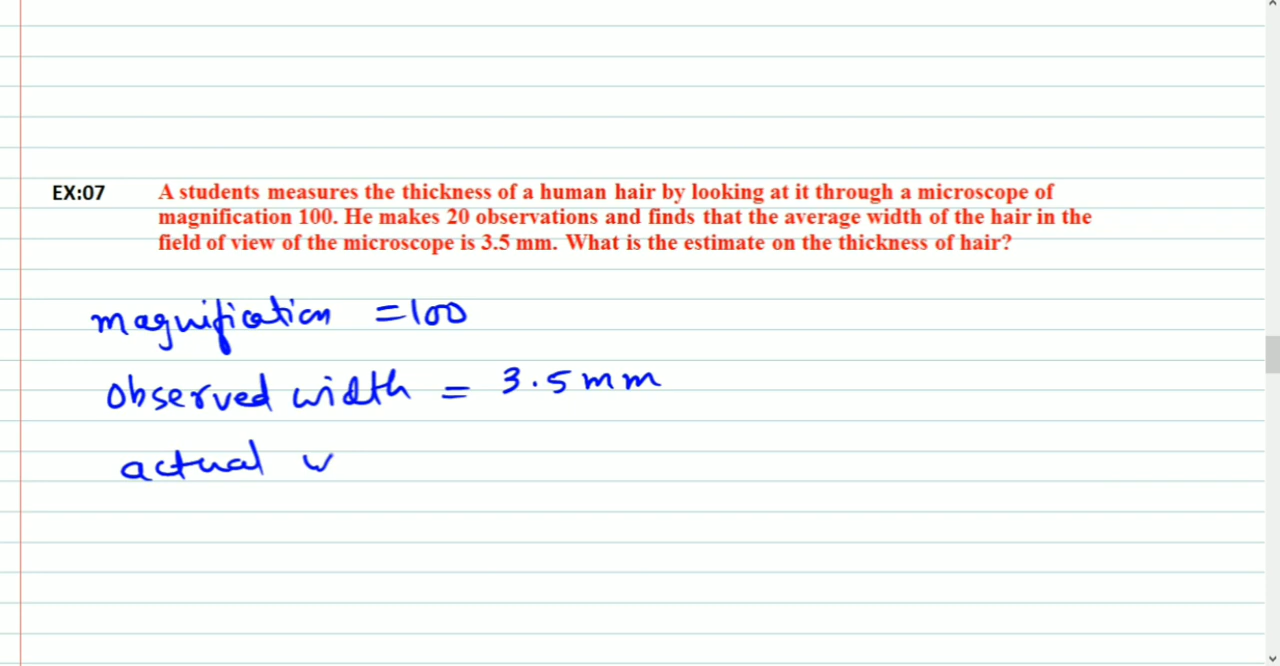 EX:07 A students measures the thickness of a human hair by looking at it through a microscope of
magnification 100. He makes 20 observations and finds that the average width of the hair in the
field of view of the microscope is 3.5 mm. What is the estimate on the thickness of hair?
magnification = 100
observed width = 3.5 mm
actual w